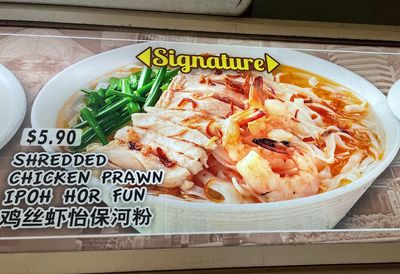 Signature
$5.90
SHREDDED
CHICKEN PRAWN
IPOH HOR FUN
鸡丝虾怡保河粉